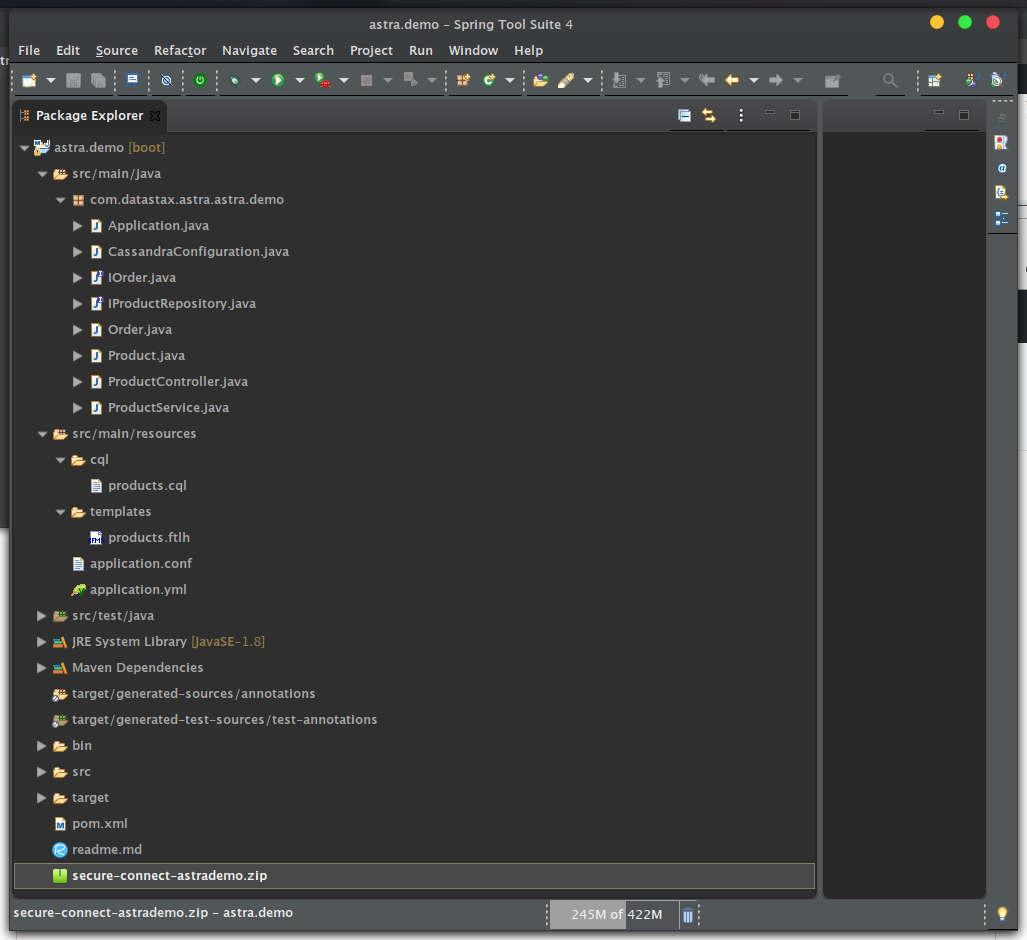 astra.demo – Spring Tool Suite 4
File Edit Source Refactor Navigate Search Project Run Window Help
Package Explorer
astra.demo [boot]
src/main/java
com.datastax.astra.astra.demo
Application.java
CassandraConfiguration.java
IOrder.java
IProductRepository.java
Order.java
Product.java
ProductController.java
ProductService.java
src/main/resources
cql
products.cql
templates
products.ftlh
application.conf
application.yml
src/test/java
JRE System Library [JavaSE-1.8]
Maven Dependencies
target/generated-sources/annotations
target/generated-test-sources/test-annotations
bin
src
target
pom.xml
readme.md
secure-connect-astrademo.zip
secure-connect-astrademo.zip – astra.demo
245M of 422M